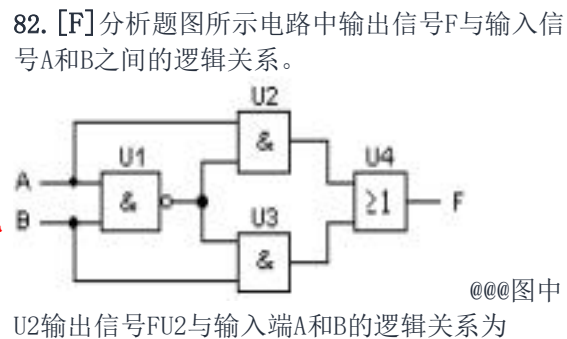 82.[F]分析题图所示电路中输出信号F与输入信
号A和B之间的逻辑关系。
U2
&
U1
A
&
B
U4
≥1
F
U3
&
@@@图中
U2输出信号FU2与输入端A和B的逻辑关系为